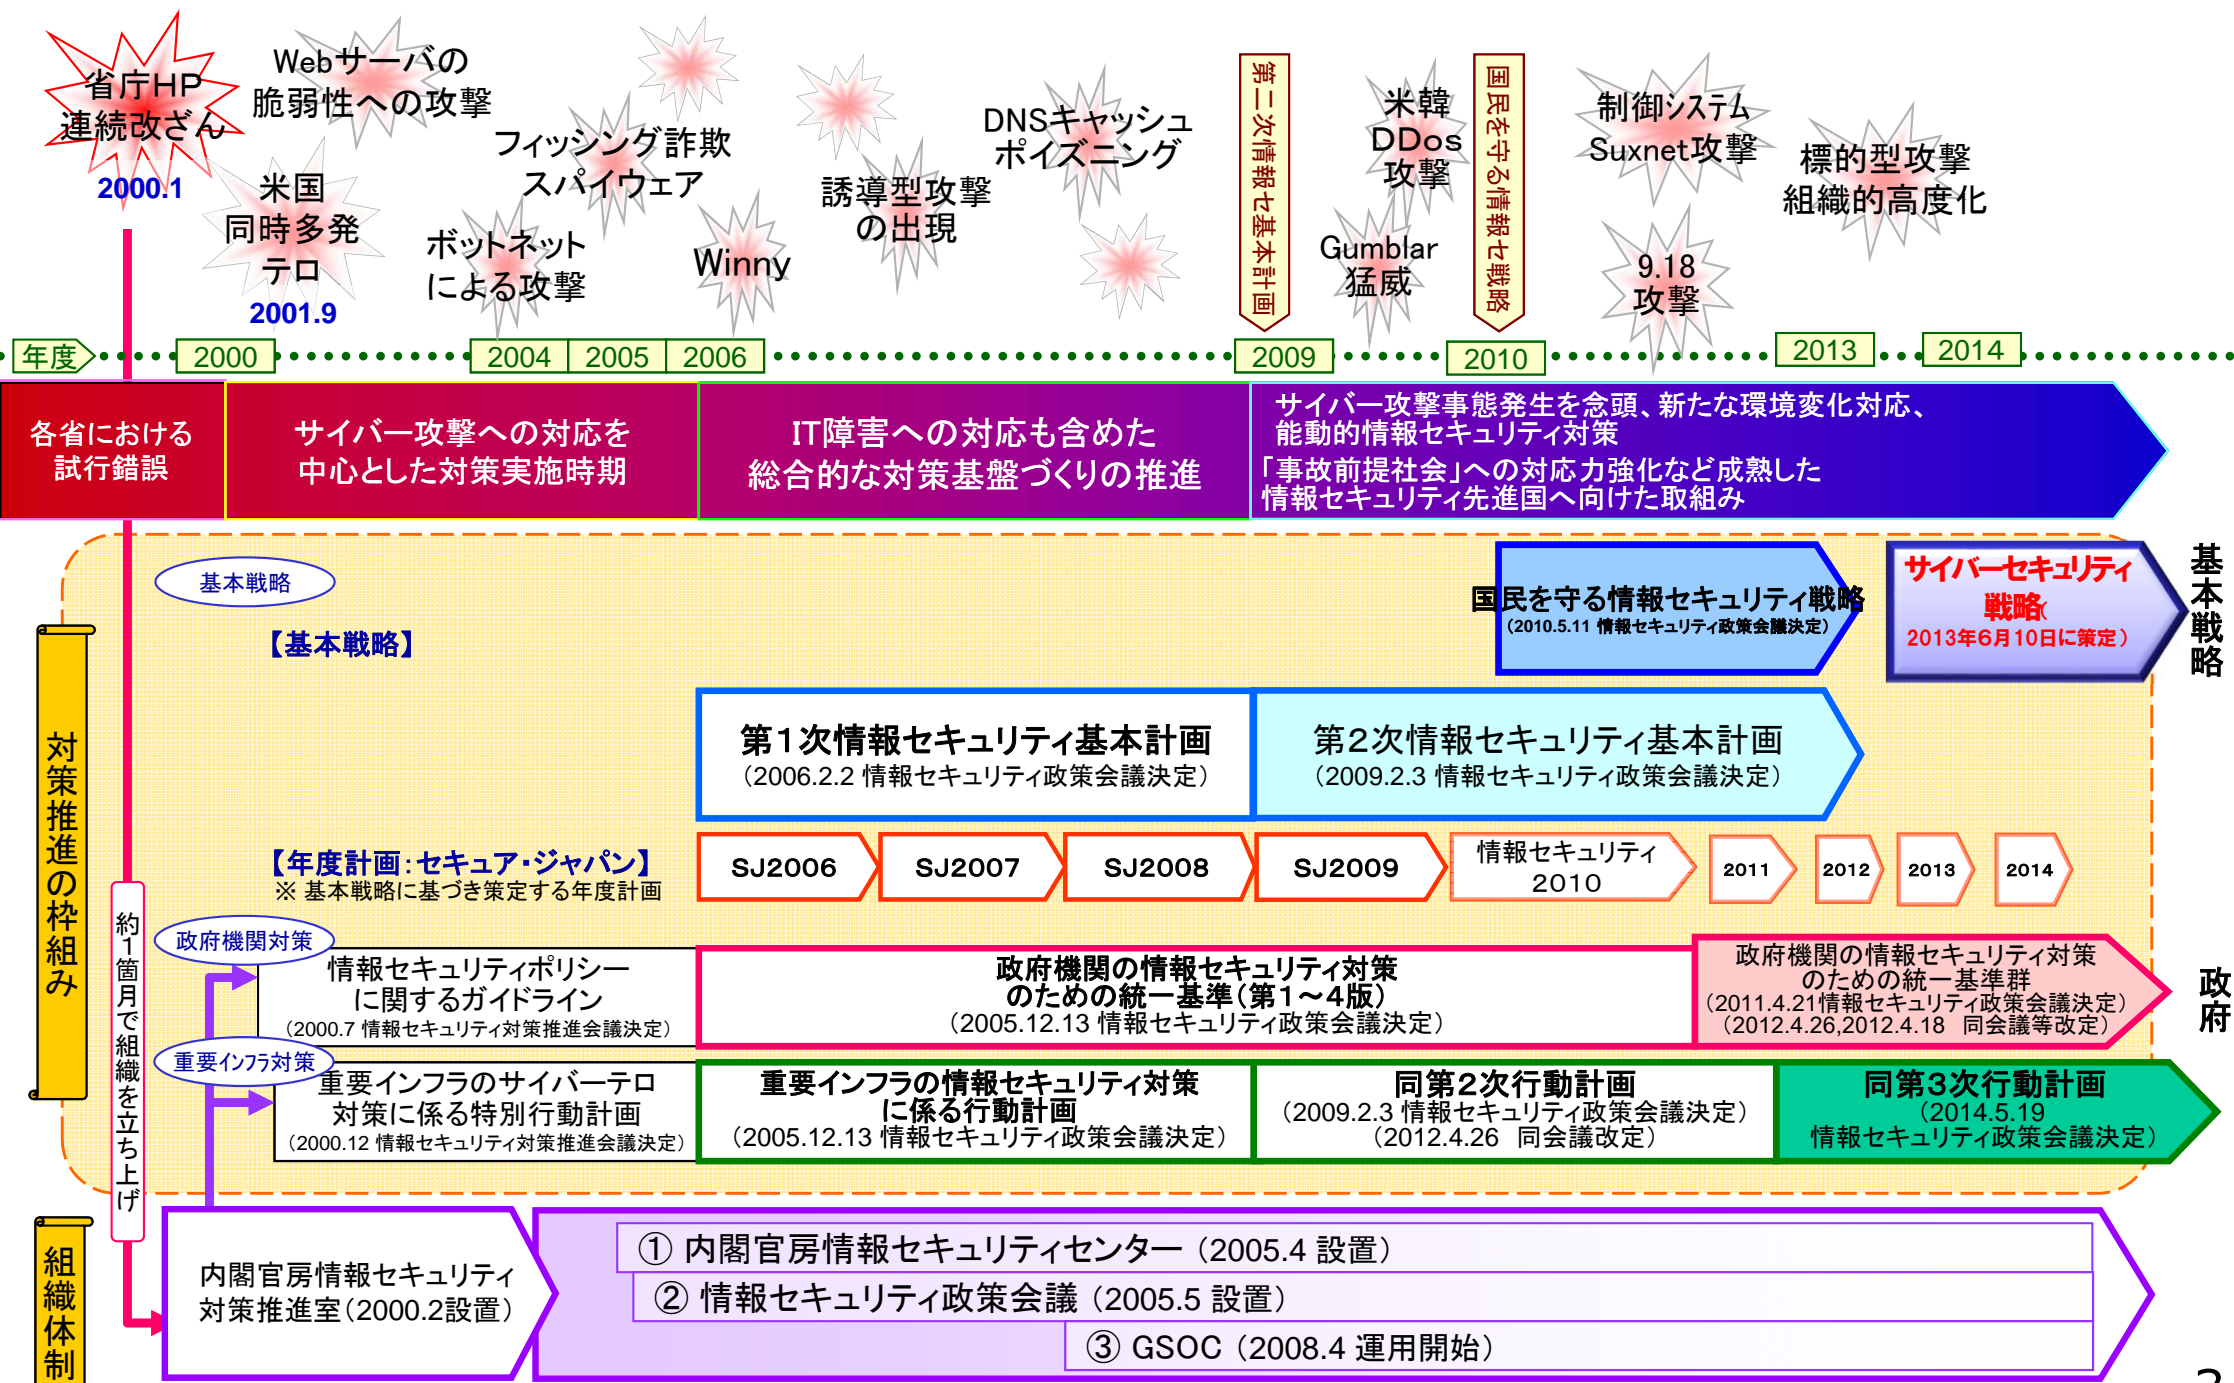 省庁HP
連続改ざん
2000.1
Webサーバの
脆弱性への攻撃
米国
同時多発
テロ
2001.9
フィッシング詐欺
スパイウェア
ボットネット
による攻撃
Winny
誘導型攻撃
の出現
DNSキャッシュ
ポイズニング
第二次情報セ基本計画
米韓
DDos
攻撃
Gumblar
猛威
国民を守る情報セ戦略
制御システム
Suxnet攻撃
9.18
攻撃
標的型攻撃
組織的高度化
年度
2000
2004
2005
2006
2009
2010
2013
2014
各省における
試行錯誤
サイバー攻撃への対応を
中心とした対策実施時期
IT障害への対応も含めた
総合的な対策基盤づくりの推進
サイバー攻撃事態発生を念頭、新たな環境変化対応、
能動的情報セキュリティ対策
「事故前提社会」への対応力強化など成熟した
情報セキュリティ先進国へ向けた取組み
対策推進の枠組み
基本戦略
【基本戦略】
国民を守る情報セキュリティ戦略
（2010.5.11 情報セキュリティ政策会議決定）
サイバーセキュリティ
戦略（
2013年6月10日に策定）
基本戦略
第1次情報セキュリティ基本計画
（2006.2.2 情報セキュリティ政策会議決定）
第2次情報セキュリティ基本計画
（2009.2.3 情報セキュリティ政策会議決定）
【年度計画：セキュア・ジャパン】
※ 基本戦略に基づき策定する年度計画
SJ2006
SJ2007
SJ2008
SJ2009
情報セキュリティ
2010
2011
2012
2013
2014
約1箇月で組織を立ち上げ
政府機関対策
情報セキュリティポリシー
に関するガイドライン
（2000.7 情報セキュリティ対策推進会議決定）
政府機関の情報セキュリティ対策
のための統一基準（第1～4版）
（2005.12.13 情報セキュリティ政策会議決定）
政府機関の情報セキュリティ対策
のための統一基準群
（2011.4.21情報セキュリティ政策会議決定）
（2012.4.26,2012.4.18 同会議等改定）
政府
重要インフラ対策
重要インフラのサイバーテロ
対策に係る特別行動計画
（2000.12 情報セキュリティ対策推進会議決定）
重要インフラの情報セキュリティ対策
に係る行動計画
（2005.12.13 情報セキュリティ政策会議決定）
同第2次行動計画
（2009.2.3 情報セキュリティ政策会議決定）
（2012.4.26 同会議改定）
同第3次行動計画
（2014.5.19
情報セキュリティ政策会議決定）
組織体制
内閣官房情報セキュリティ
対策推進室（2000.2設置）
① 内閣官房情報セキュリティセンター（2005.4 設置）
② 情報セキュリティ政策会議（2005.5 設置）
③ GSOC（2008.4 運用開始）